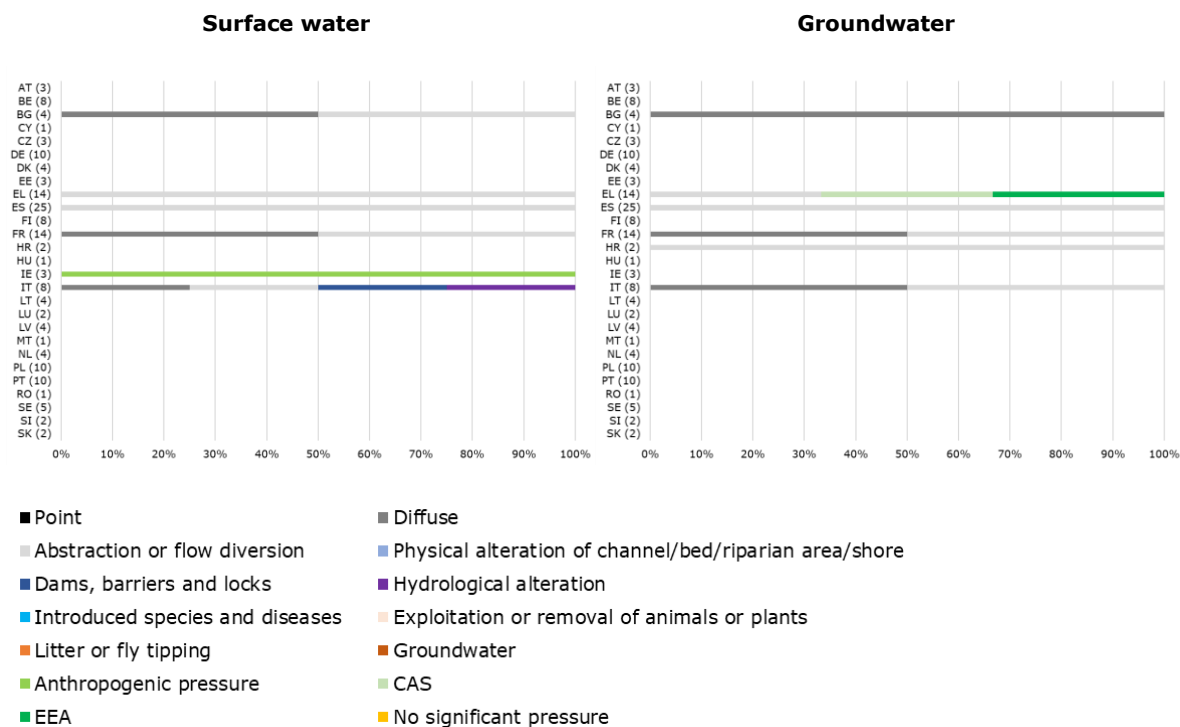 Surface water
AT (3)
BE (8)
BG (4)
CY (1)
CZ (3)
DE (10)
DK (4)
EE (3)
EL (14)
ES (25)
FI (8)
FR (14)
HR (2)
HU (1)
IE (3)
IT (8)
LT (4)
LU (2)
LV (4)
MT (1)
NL (4)
PL (10)
PT (10)
RO (1)
SE (5)
SI (2)
SK (2)
0% 10% 20% 30% 40% 50% 60% 70% 80% 90% 100%
Groundwater
AT (3)
BE (8)
BG (4)
CY (1)
CZ (3)
DE (10)
DK (4)
EE (3)
EL (14)
ES (25)
FI (8)
FR (14)
HR (2)
HU (1)
IE (3)
IT (8)
LT (4)
LU (2)
LV (4)
MT (1)
NL (4)
PL (10)
PT (10)
RO (1)
SE (5)
SI (2)
SK (2)
0% 10% 20% 30% 40% 50% 60% 70% 80% 90% 100%
Point
Diffuse
Abstraction or flow diversion
Physical alteration of channel/bed/riparian area/shore
Dams, barriers and locks
Hydrological alteration
Introduced species and diseases
Exploitation or removal of animals or plants
Litter or fly tipping
Groundwater
Anthropogenic pressure
CAS
EEA
No significant pressure